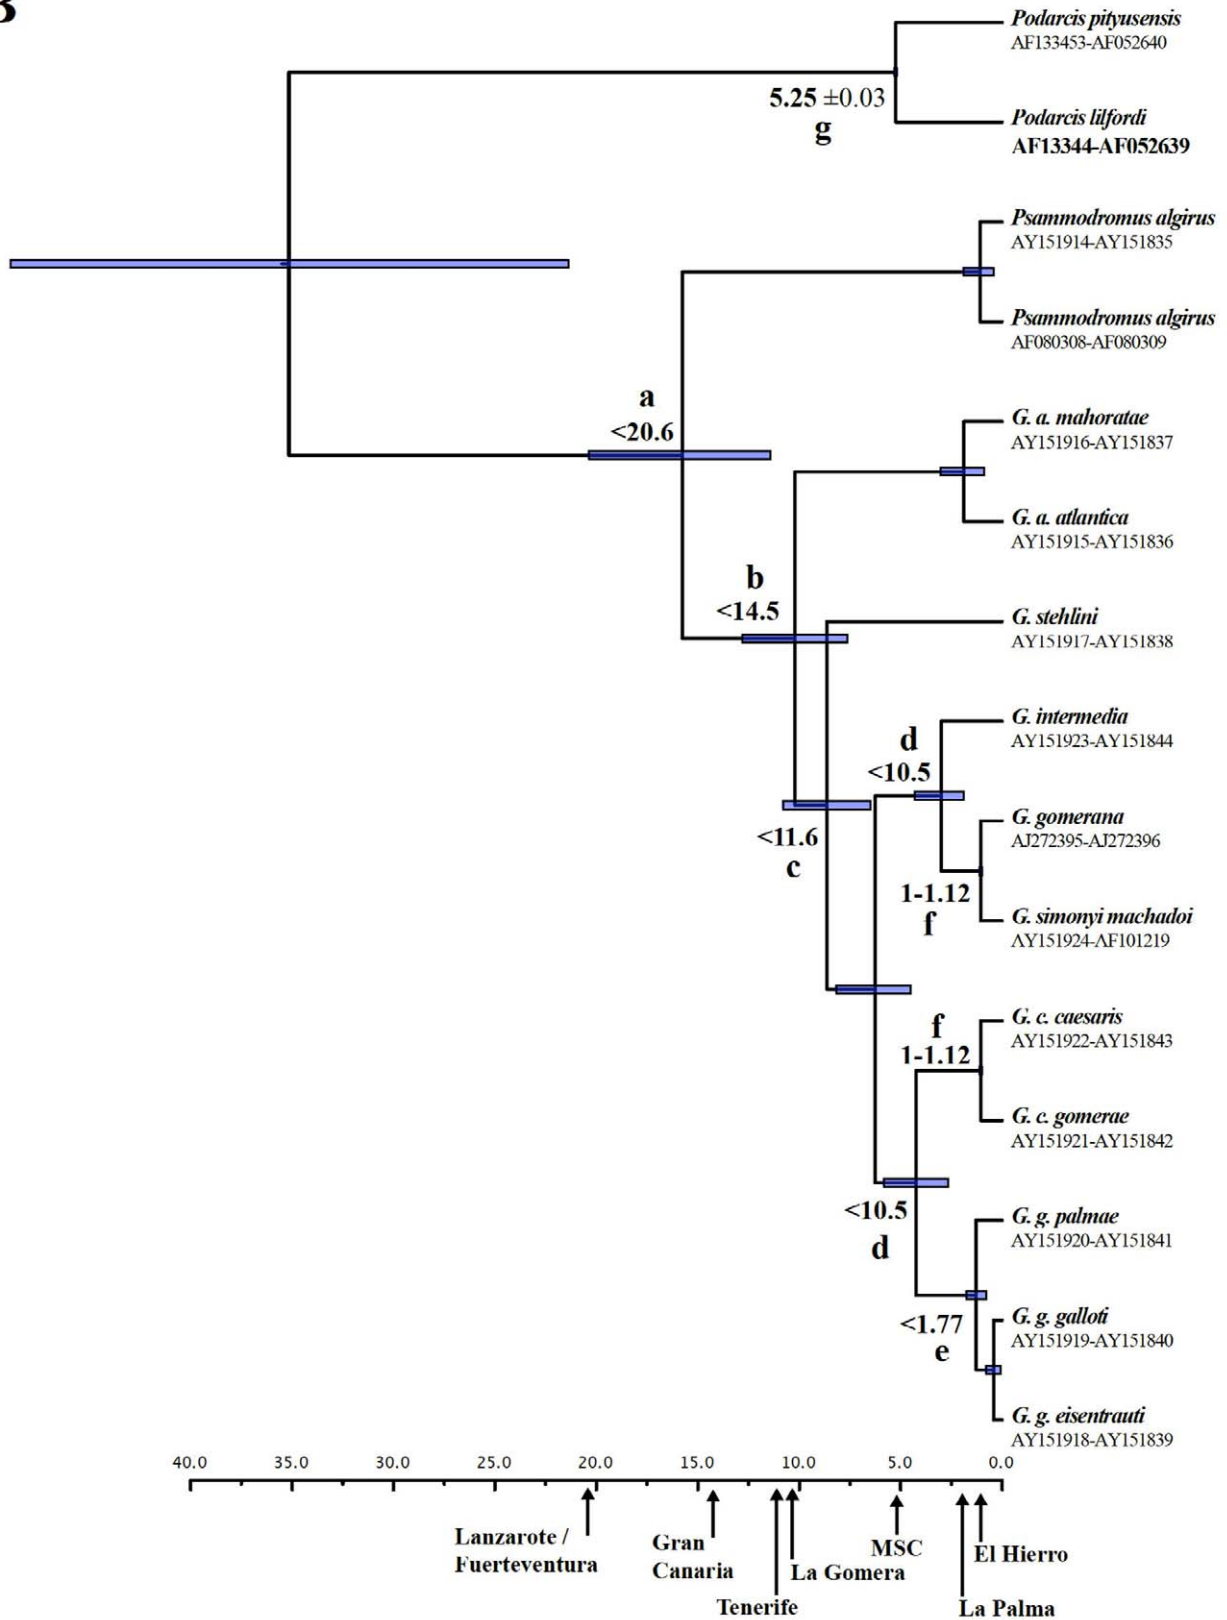 B
Podarcis pityusensis
AF133453-AF052640
5.25 ±0.03
g
Podarcis lilfordi
AF13344-AF052639
Psammodromus algirus
AY151914-AY151835
Psammodromus algirus
AF080308-AF080309
a
<20.6
G. a. mahoratae
AY151916-AY151837
G. a. atlantica
AY151915-AY151836
b
<14.5
G. stehlini
AY151917-AY151838
G. intermedia
AY151923-AY151844
d
<10.5
G. gomerana
AJ272395-AJ272396
<11.6
c
1-1.12
f
G. simonyi machadoi
AY151924-AF101219
G. c. caesaris
AY151922-AY151843
f
1-1.12
G. c. gomerae
AY151921-AY151842
<10.5
d
G. g. palmae
AY151920-AY151841
<1.77
e
G. g. galloti
AY151919-AY151840
G. g. eisentrauti
AY151918-AY151839
40.0 35.0 30.0 25.0 20.0 15.0 10.0 5.0 0.0
Lanzarote /
Fuerteventura
Gran
Canaria
Tenerife
La Gomera
MSC
El Hierro
La Palma